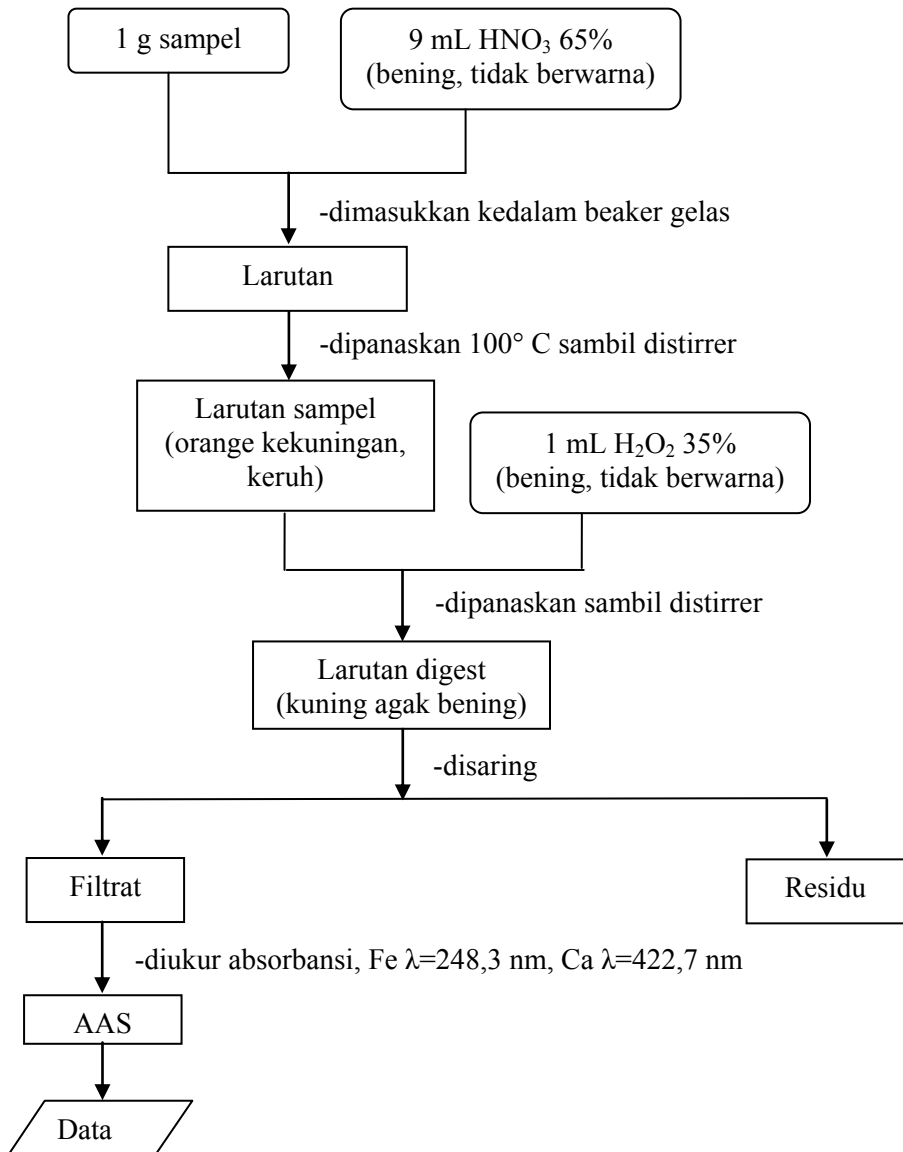 1 g sampel
9 mL HNO₃ 65%
(bening, tidak berwarna)
-dimasukkan kedalam beaker gelas
Larutan
-dipanaskan 100° C sambil distirrer
Larutan sampel
(orange kekuningan,
keruh)
1 mL H₂O₂ 35%
(bening, tidak berwarna)
-dipanaskan sambil distirrer
Larutan digest
(kuning agak bening)
-disaring
Filtrat
Residu
-diukur absorbansi, Fe λ=248,3 nm, Ca λ=422,7 nm
AAS
Data